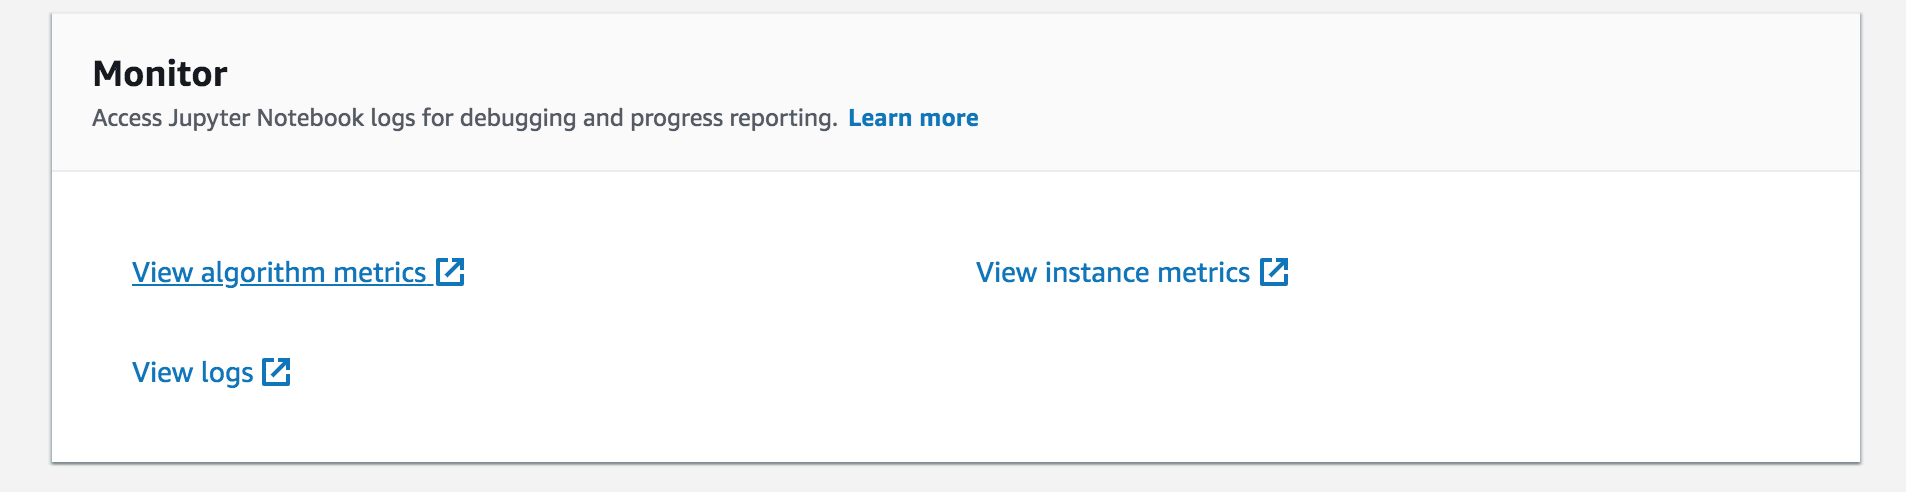 Monitor
Access Jupyter Notebook logs for debugging and progress reporting. Learn more
View algorithm metrics
View instance metrics
View logs